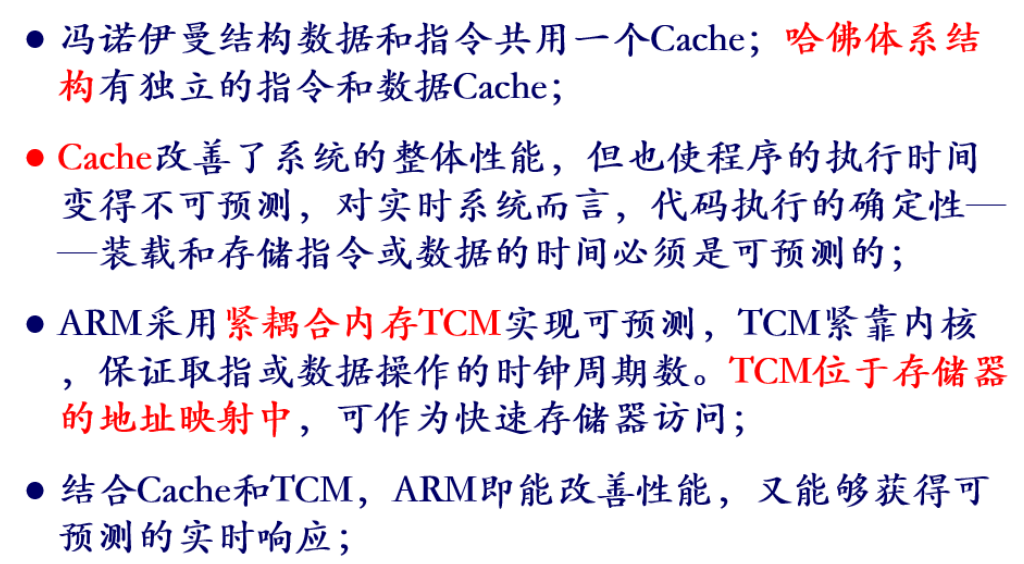 ● 冯诺伊曼结构数据和指令共用一个Cache；哈佛体系结
构有独立的指令和数据Cache；
● Cache改善了系统的整体性能，但也使程序的执行时间
变得不可预测，对实时系统而言，代码执行的确定性—
—装载和存储指令或数据的时间必须是可预测的；
● ARM采用紧耦合内存TCM实现可预测，TCM紧靠内核
，保证取指或数据操作的时钟周期数。TCM位于存储器
的地址映射中，可作为快速存储器访问；
● 结合Cache和TCM，ARM即能改善性能，又能够获得可
预测的实时响应；